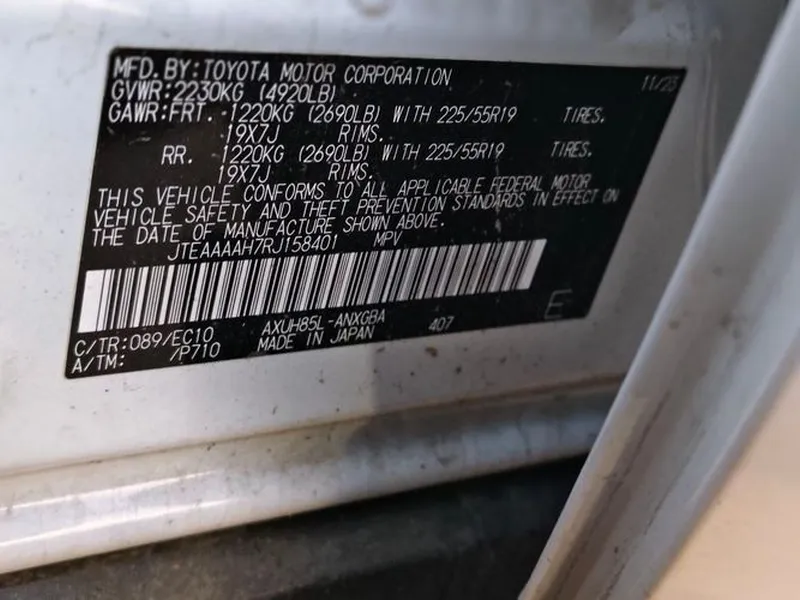 MFD. BY: TOYOTA MOTOR CORPORATION 11/23
GVWR: 2230KG (4920LB)
GAWR: FRT. 1220KG (2690LB) WITH 225/55R19 TIRES.
19X7J RIMS.
RR. 1220KG (2690LB) WITH 225/55R19 TIRES.
19X7J RIMS.
THIS VEHICLE CONFORMS TO ALL APPLICABLE FEDERAL MOTOR
VEHICLE SAFETY AND THEFT PREVENTION STANDARDS IN EFFECT ON
THE DATE OF MANUFACTURE SHOWN ABOVE.
JTEAAAAH7RJ158401 MPV
C/TR: 089/EC10 AXUH85L-ANXGBA 407 E
A/TM: /P710 MADE IN JAPAN